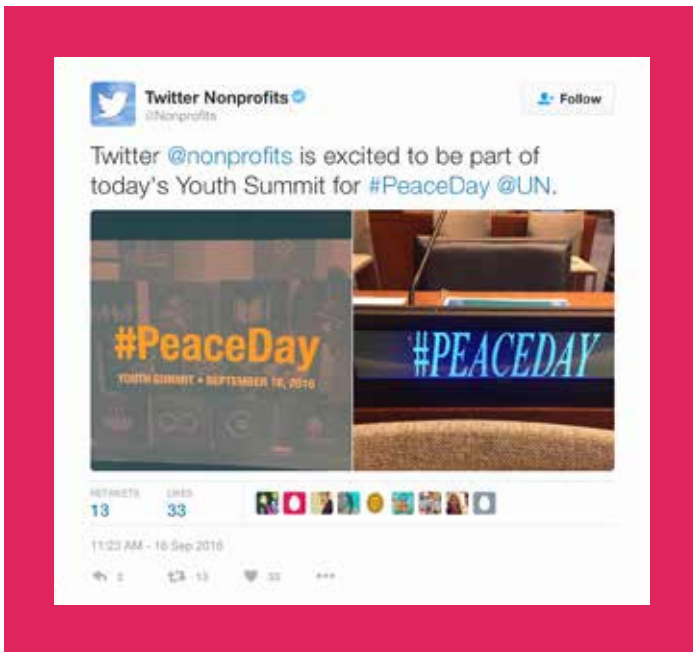 Twitter Nonprofits
@Nonprofits
Follow
Twitter @nonprofits is excited to be part of
today's Youth Summit for #PeaceDay @UN.
#PeaceDay
YOUTH SUMMIT • SEPTEMBER 16, 2016
#PEACEDAY
RETWEETS LIKES
13 33
11:23 AM - 16 Sep 2016
13 33